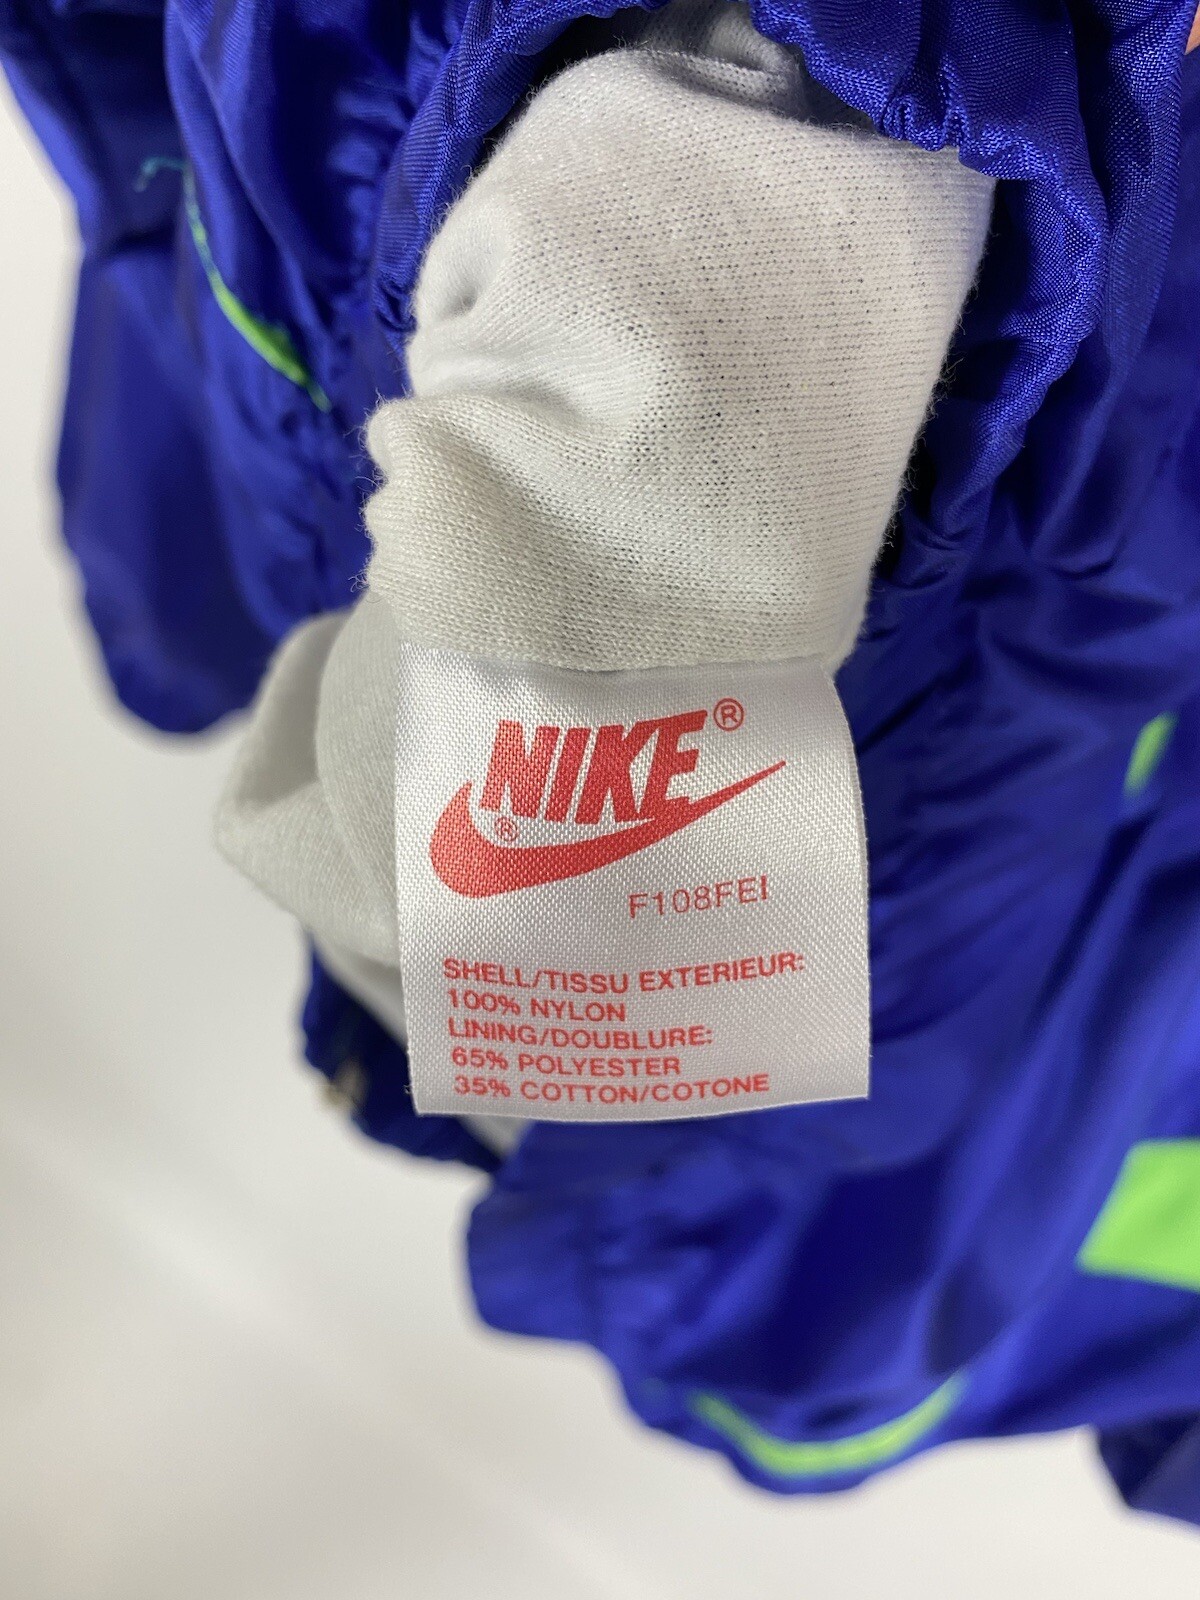 NIKE®
®
F108FEI
SHELL/TISSU EXTERIEUR:
100% NYLON
LINING/DOUBLURE:
65% POLYESTER
35% COTTON/COTONE